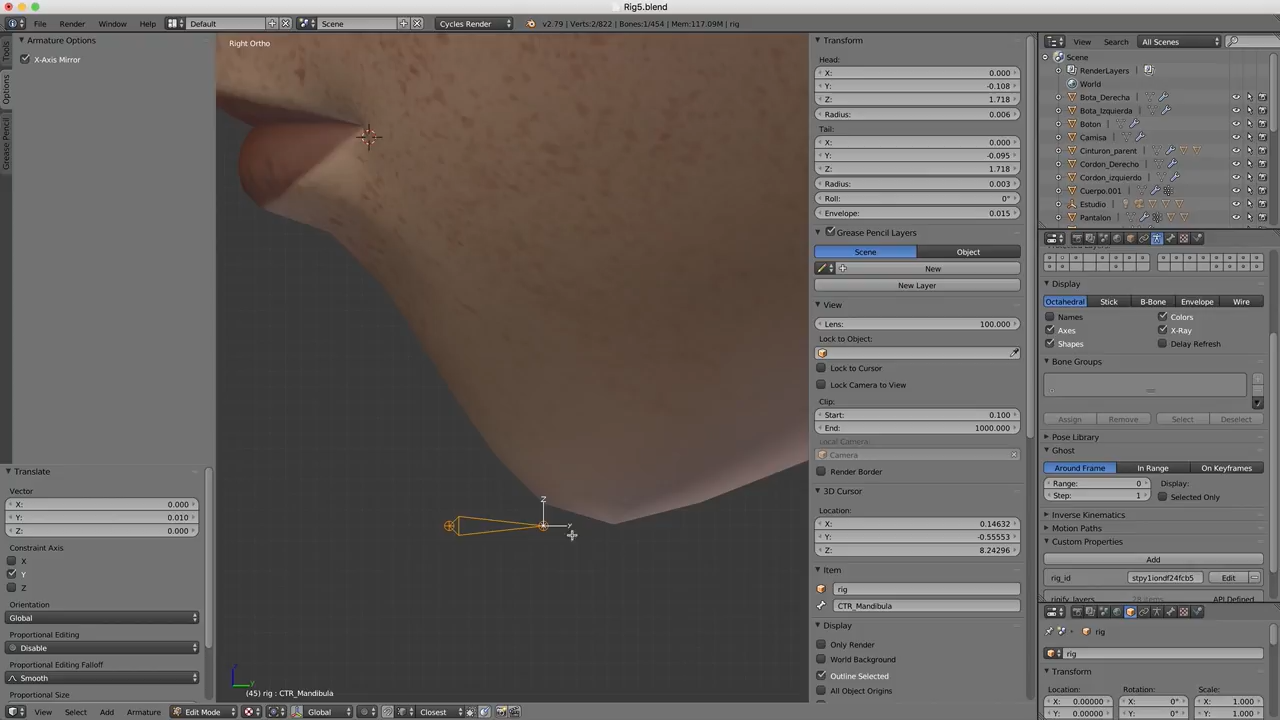 Rig5.blend
File Render Window Help Default Scene Cycles Render v2.79 | Verts:2/822 | Bones:1/454 | Mem:117.09M | rig
Tools
Options
Grease Pencil
Armature Options
X-Axis Mirror
Translate
Vector
X: 0.000
Y: 0.010
Z: 0.000
Constraint Axis
X
Y
Z
Orientation
Global
Proportional Editing
Disable
Proportional Editing Falloff
Smooth
Proportional Size
Right Ortho
Z
Y
z
y
(45) rig : CTR_Mandibula
View Select Add Armature Edit Mode Global Closest
Transform
Head:
X: 0.000
Y: -0.108
Z: 1.718
Radius: 0.006
Tail:
X: 0.000
Y: -0.095
Z: 1.718
Radius: 0.003
Roll: 0°
Envelope: 0.015
Grease Pencil Layers
Scene Object
New
New Layer
View
Lens: 100.000
Lock to Object:
Lock to Cursor
Lock Camera to View
Clip:
Start: 0.100
End: 1000.000
Local Camera:
Camera
Render Border
3D Cursor
Location:
X: 0.14632
Y: -0.55553
Z: 8.24296
Item
rig
CTR_Mandibula
Display
Only Render
World Background
Outline Selected
All Object Origins
View Search All Scenes
Scene
RenderLayers
World
Bota_Derecha
Bota_Izquierda
Boton
Camisa
Cinturon_parent
Cordon_Derecho
Cordon_izquierdo
Cuerpo.001
Estudio
Pantalon
Display
Octahedral Stick B-Bone Envelope Wire
Names Colors
Axes X-Ray
Shapes Delay Refresh
Bone Groups
Assign Remove Select Deselect
Pose Library
Ghost
Around Frame In Range On Keyframes
Range: 0 Display:
Step: 1 Selected Only
Inverse Kinematics
Motion Paths
Custom Properties
Add
rig_id stpy1iondf24fcb5 Edit
rigify_layers 28 items API Defined
rig
rig
Transform
Location: Rotation: Scale:
X: 0.00000 X: 0° X: 1.000
Y: 0.00000 Y: 0° Y: 1.000